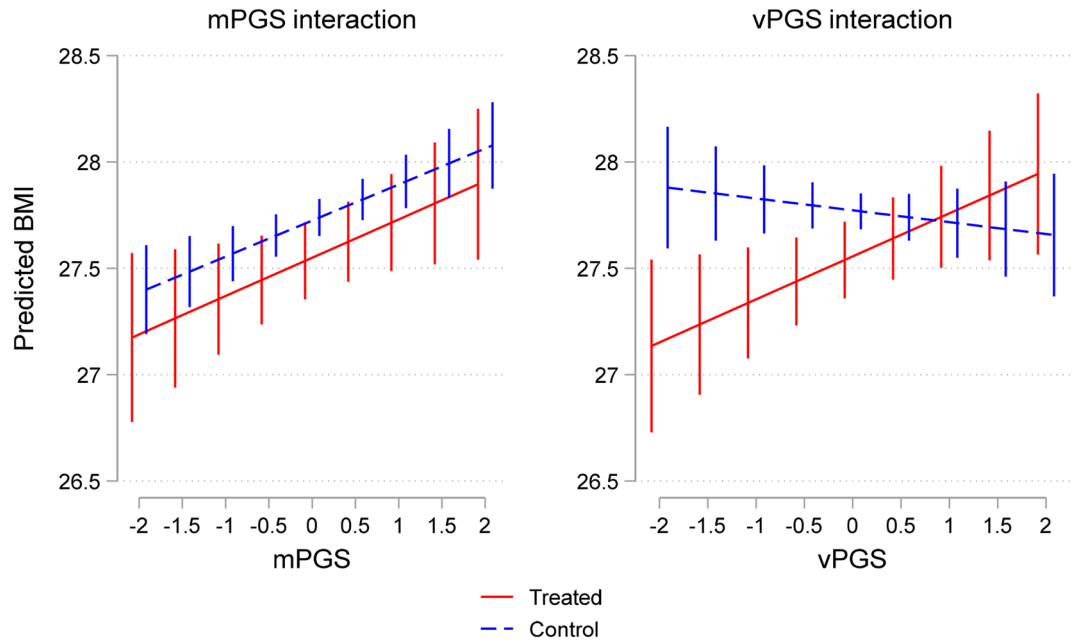 mPGS interaction
vPGS interaction
Predicted BMI
28.5
28
27.5
27
26.5
-2 -1.5 -1 -0.5 0 0.5 1 1.5 2
mPGS
28.5
28
27.5
27
26.5
-2 -1.5 -1 -0.5 0 0.5 1 1.5 2
vPGS
Treated
Control